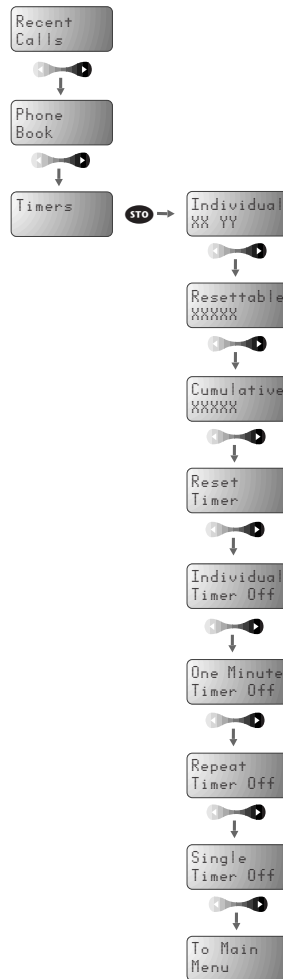 Recent
Calls
Phone
Book
Timers
STO
Individual
XX YY
Resettable
XXXXX
Cumulative
XXXXX
Reset
Timer
Individual
Timer Off
One Minute
Timer Off
Repeat
Timer Off
Single
Timer Off
To Main
Menu